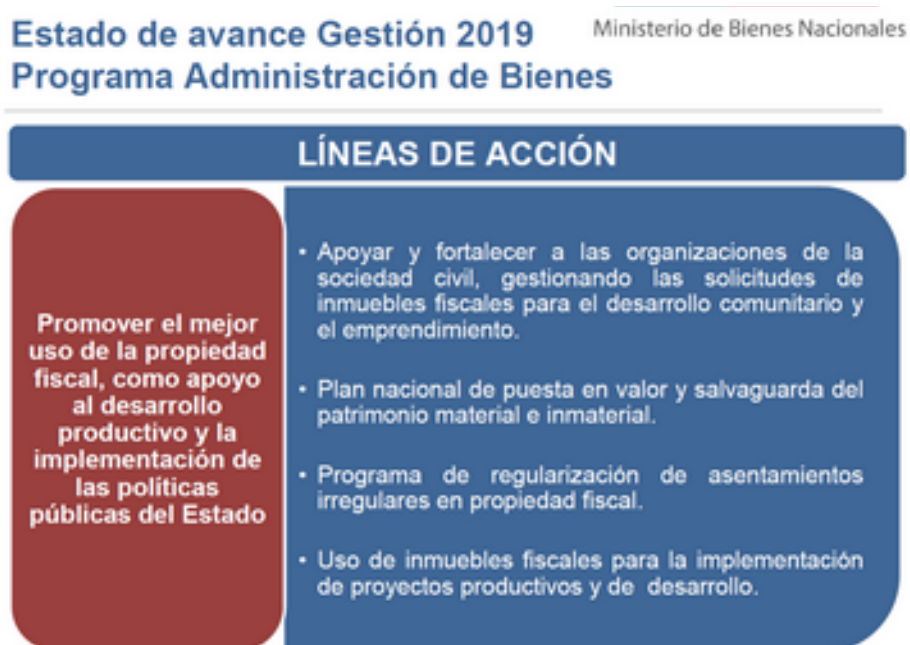 Estado de avance Gestión 2019
Programa Administración de Bienes
Ministerio de Bienes Nacionales
LÍNEAS DE ACCIÓN
Promover el mejor
uso de la propiedad
fiscal, como apoyo
al desarrollo
productivo y la
implementación de
las políticas
públicas del Estado
• Apoyar y fortalecer a las organizaciones de la
sociedad civil, gestionando las solicitudes de
inmuebles fiscales para el desarrollo comunitario y
el emprendimiento.
• Plan nacional de puesta en valor y salvaguarda del
patrimonio material e inmaterial.
• Programa de regularización de asentamientos
irregulares en propiedad fiscal.
• Uso de inmuebles fiscales para la implementación
de proyectos productivos y de desarrollo.